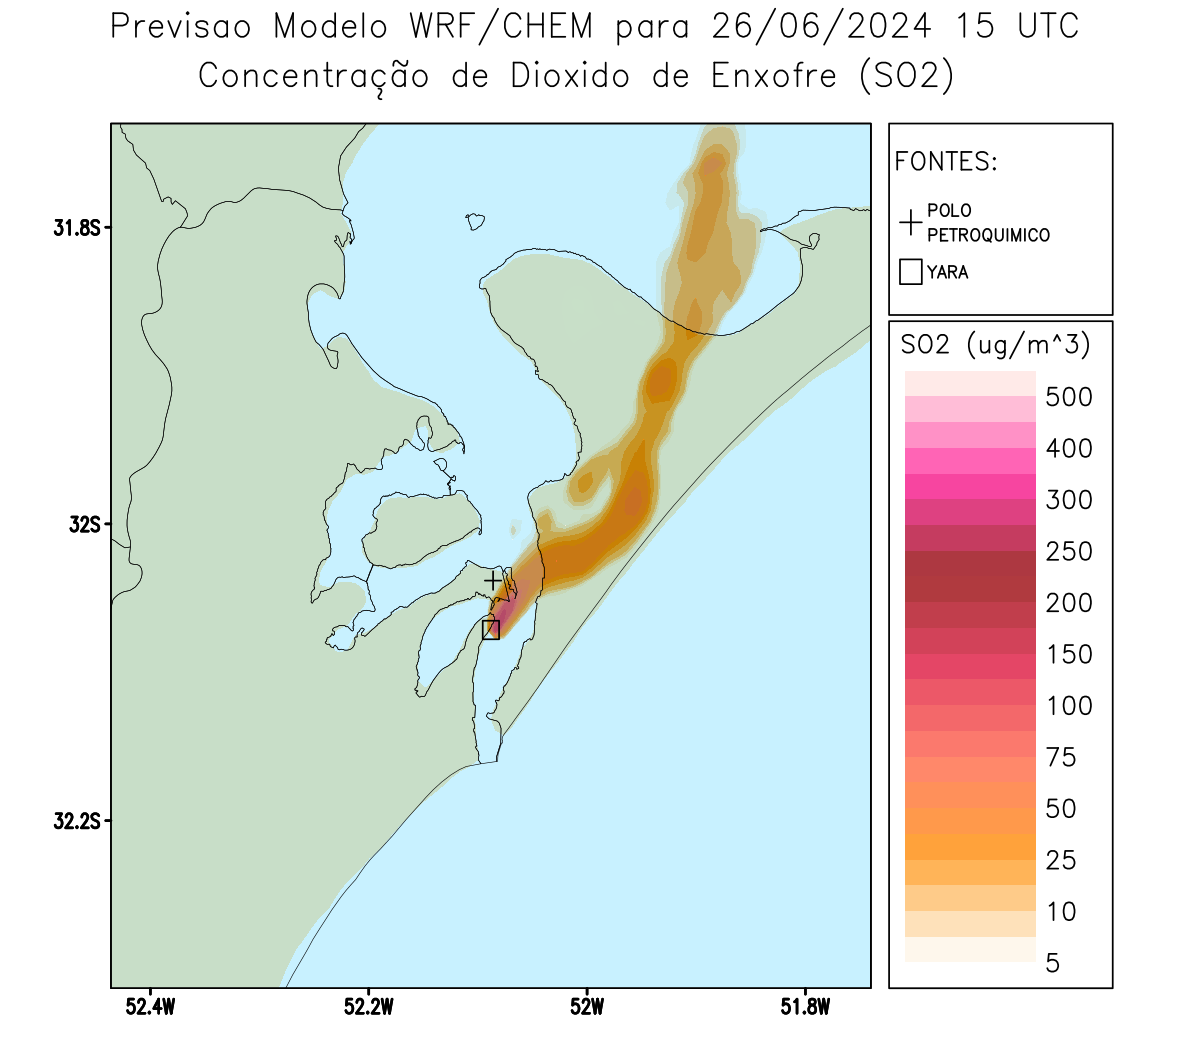 Previsao Modelo WRF/CHEM para 26/06/2024 15 UTC
Concentração de Dioxido de Enxofre (SO2)
FONTES:
POLO
PETROQUIMICO
YARA
SO2 (ug/m^3)
500
400
300
250
200
150
100
75
50
25
10
5
31.8S
32S
32.2S
52.4W
52.2W
52W
51.8W